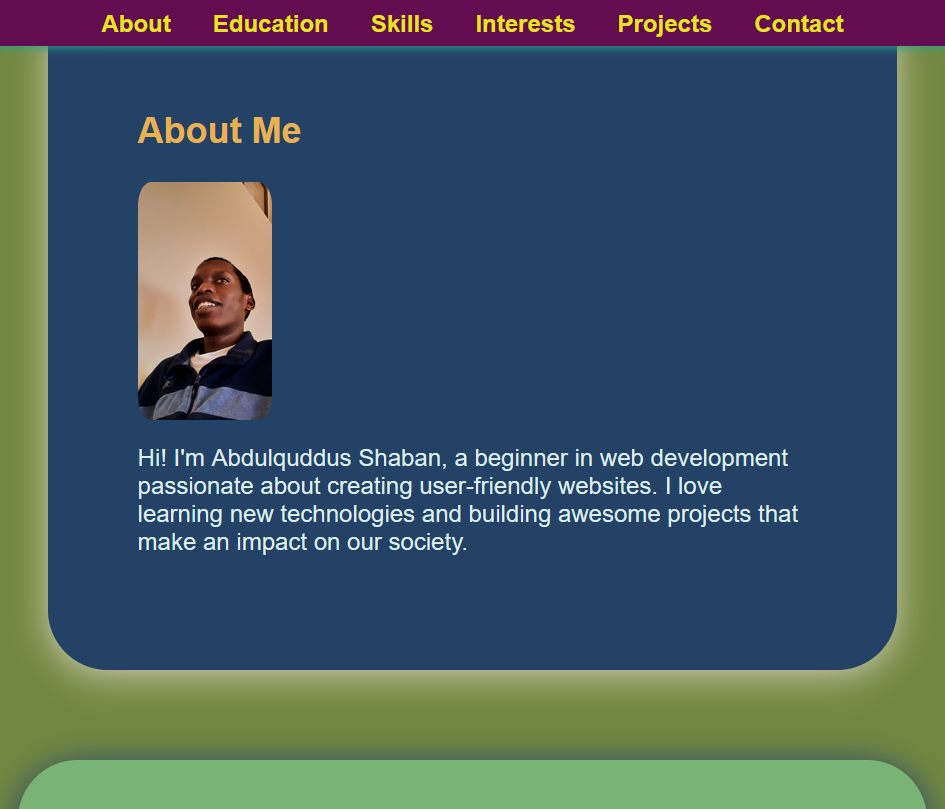 About Education Skills Interests Projects Contact
About Me
Hi! I'm Abdulquddus Shaban, a beginner in web development
passionate about creating user-friendly websites. I love
learning new technologies and building awesome projects that
make an impact on our society.